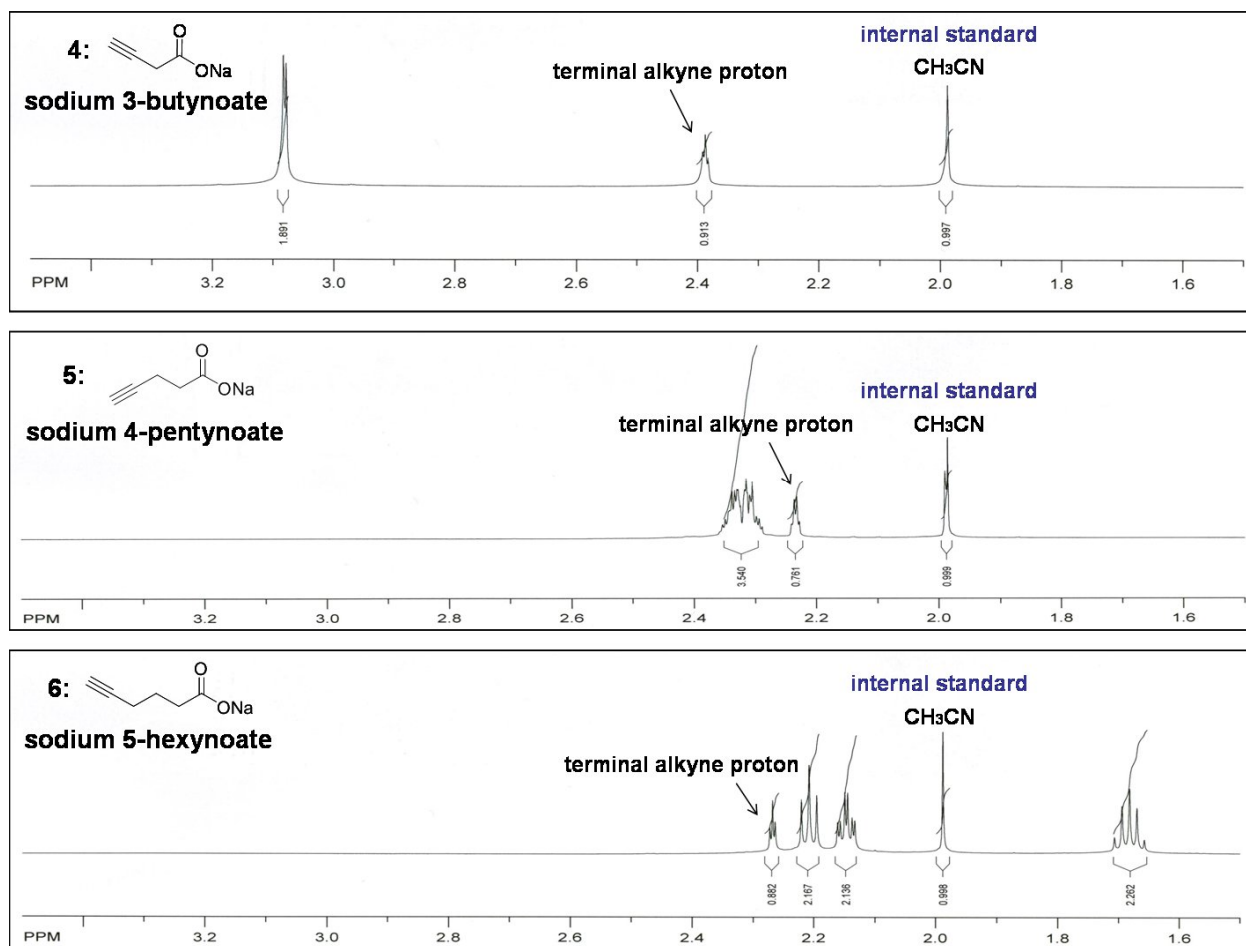 4:
O
ONa
sodium 3-butynoate
terminal alkyne proton
internal standard
CH₃CN
1.891
0.913
0.997
PPM 3.2 3.0 2.8 2.6 2.4 2.2 2.0 1.8 1.6
5:
O
ONa
sodium 4-pentynoate
terminal alkyne proton
internal standard
CH₃CN
3.540
0.761
0.999
PPM 3.2 3.0 2.8 2.6 2.4 2.2 2.0 1.8 1.6
6:
O
ONa
sodium 5-hexynoate
terminal alkyne proton
internal standard
CH₃CN
0.882
2.167
2.136
0.998
2.262
PPM 3.2 3.0 2.8 2.6 2.4 2.2 2.0 1.8 1.6